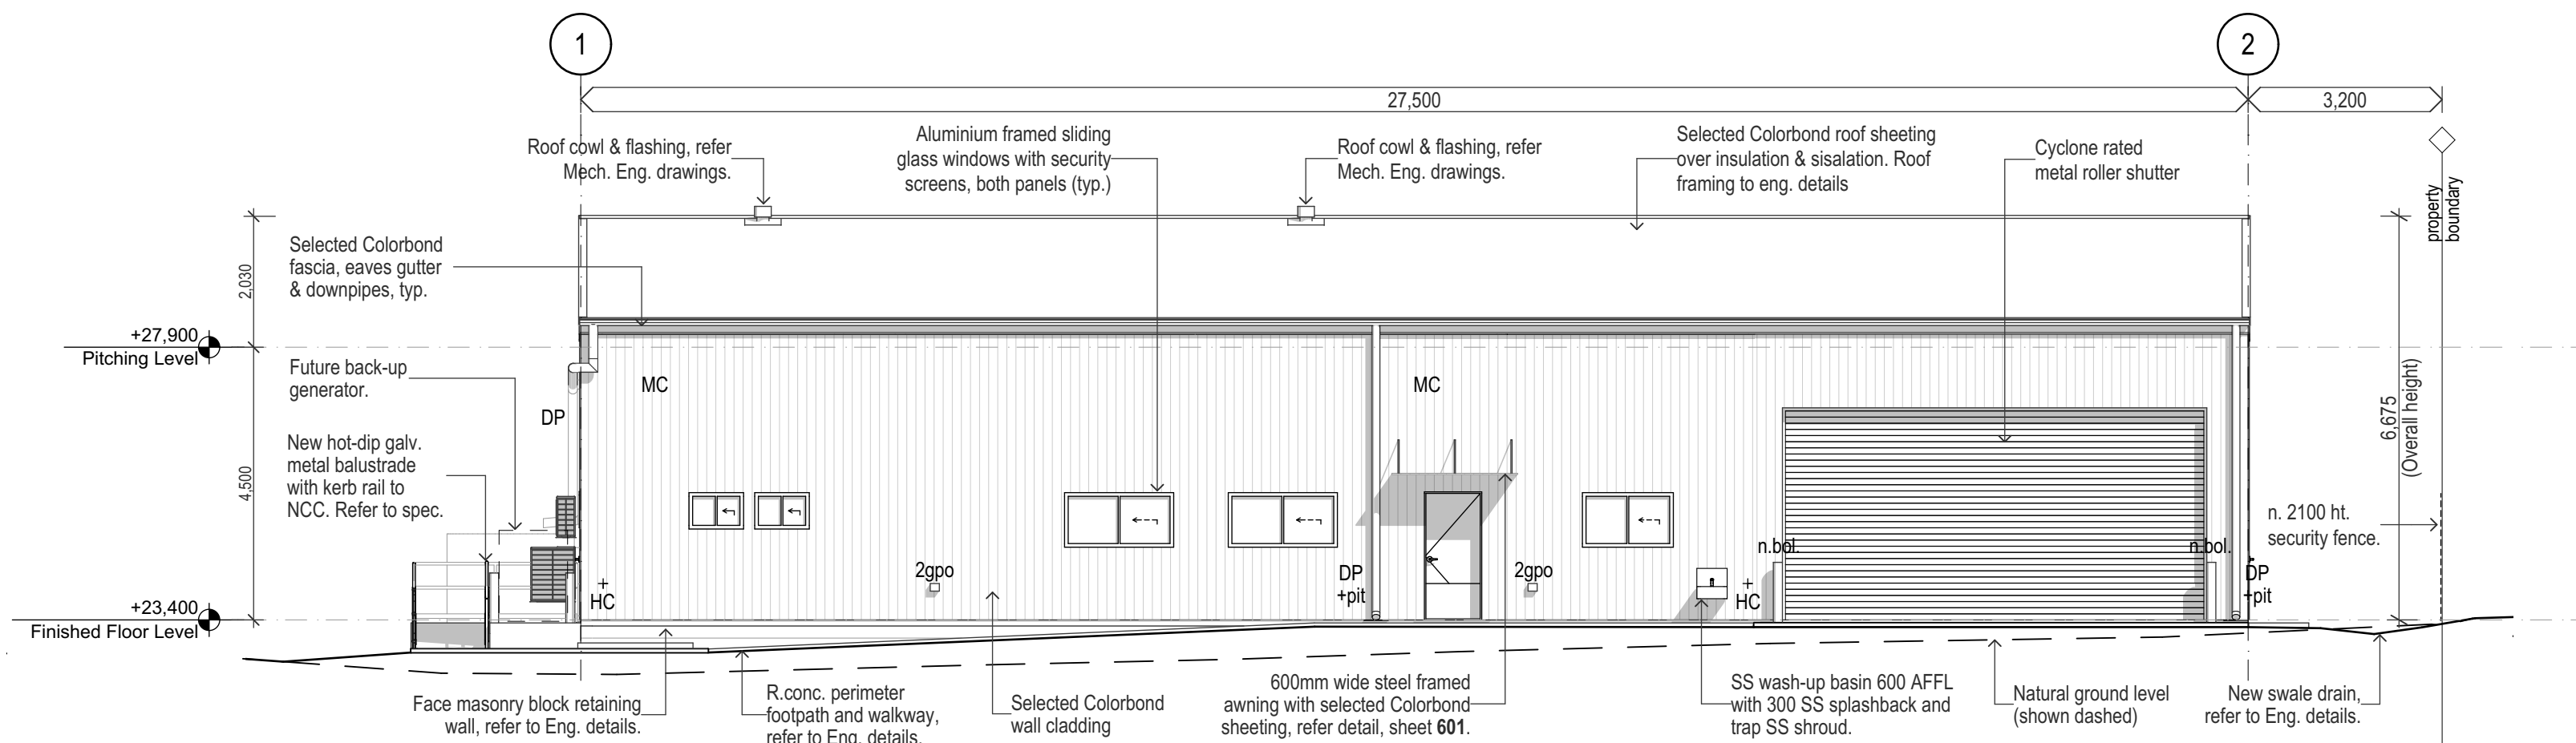 1
2
27,500
3,200
Roof cowl & flashing, refer
Mech. Eng. drawings.
Aluminium framed sliding
glass windows with security
screens, both panels (typ.)
Roof cowl & flashing, refer
Mech. Eng. drawings.
Selected Colorbond roof sheeting
over insulation & sisalation. Roof
framing to eng. details
Cyclone rated
metal roller shutter
property
boundary
Selected Colorbond
fascia, eaves gutter
& downpipes, typ.
2,030
+27,900
Pitching Level
Future back-up
generator.
MC
MC
DP
6,675
(Overall height)
New hot-dip galv.
metal balustrade
with kerb rail to
NCC. Refer to spec.
4,500
n. 2100 ht.
security fence.
n.bol.
n.bol.
2gpo
2gpo
+
HC
DP
+pit
+
HC
DP
+pit
+23,400
Finished Floor Level
Face masonry block retaining
wall, refer to Eng. details.
R.conc. perimeter
footpath and walkway,
refer to Eng. details.
Selected Colorbond
wall cladding
600mm wide steel framed
awning with selected Colorbond
sheeting, refer detail, sheet 601.
SS wash-up basin 600 AFFL
with 300 SS splashback and
trap SS shroud.
Natural ground level
(shown dashed)
New swale drain,
refer to Eng. details.